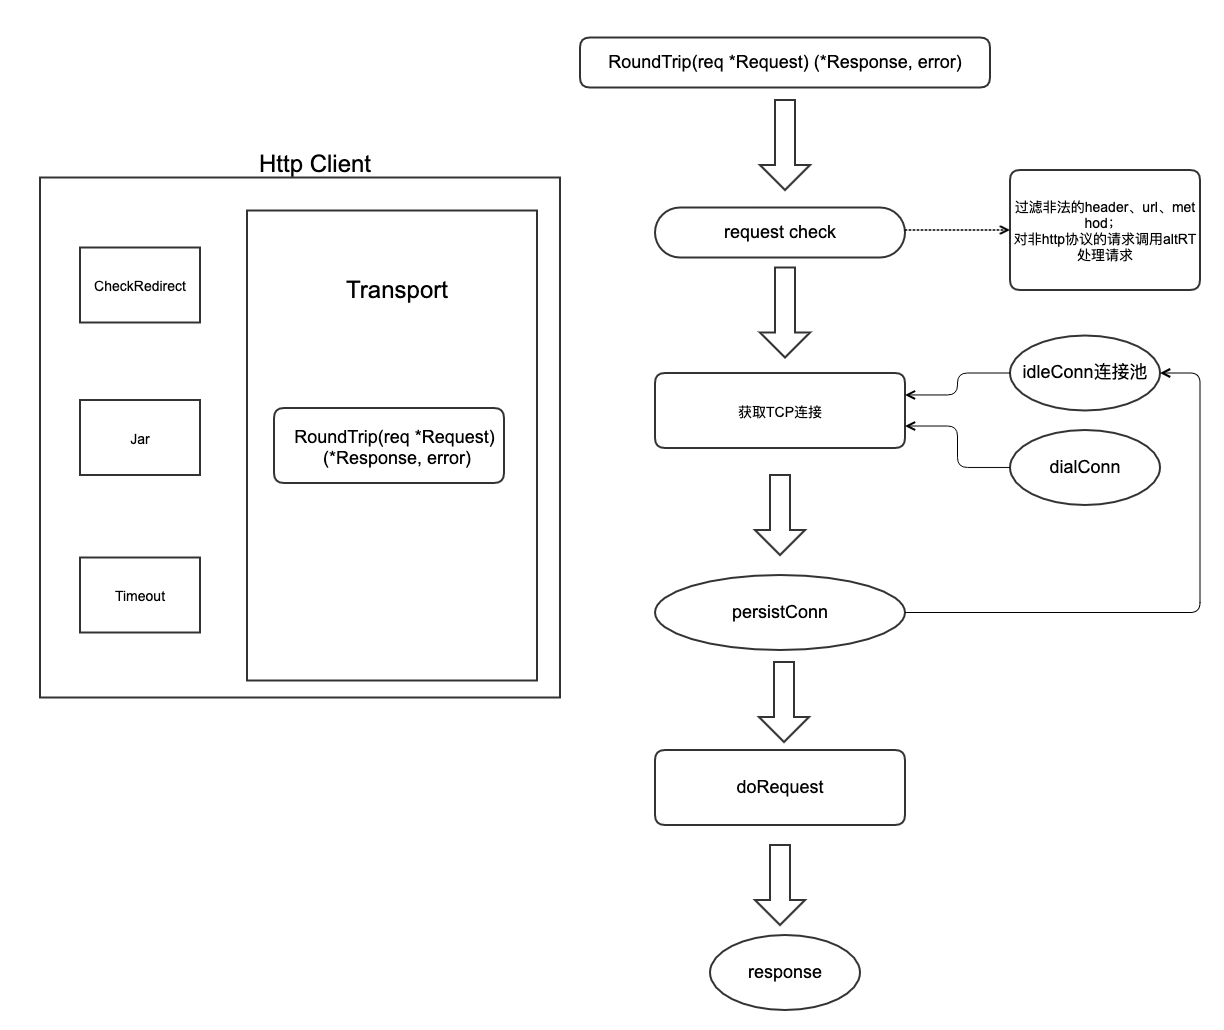 Http Client
CheckRedirect
Jar
Timeout
Transport
RoundTrip(req *Request)
(*Response, error)
RoundTrip(req *Request) (*Response, error)
request check
过滤非法的header、url、met
hod；
对非http协议的请求调用altRT
处理请求
获取TCP连接
idleConn连接池
dialConn
persistConn
doRequest
response